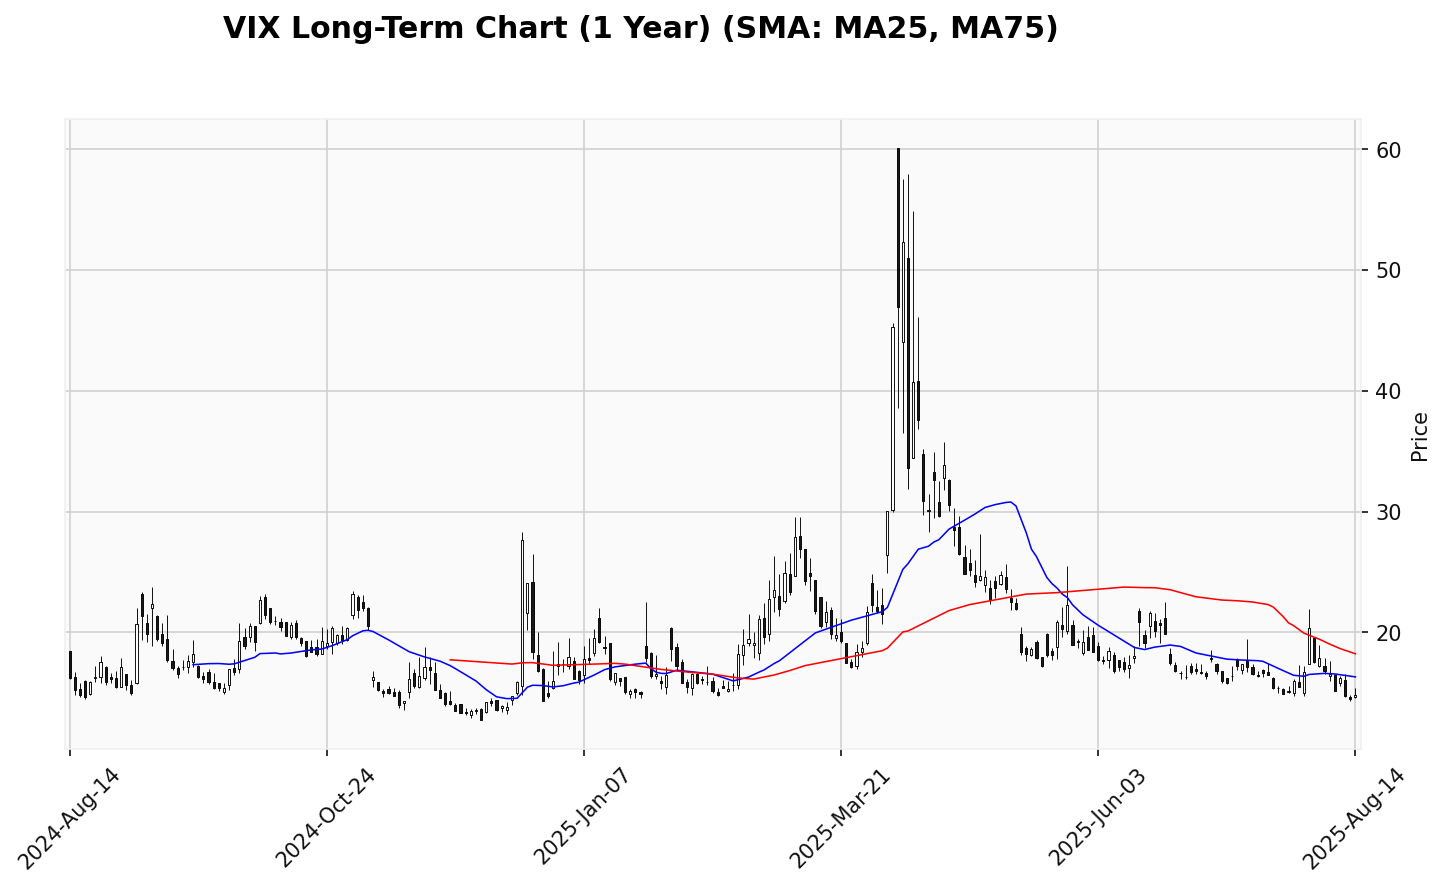 VIX Long-Term Chart (1 Year) (SMA: MA25, MA75)
60
50
40
30
20
Price
2024-Aug-14
2024-Oct-24
2025-Jan-07
2025-Mar-21
2025-Jun-03
2025-Aug-14